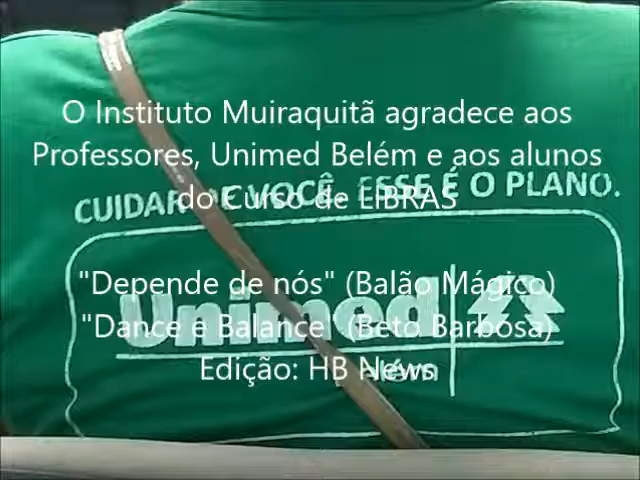 O Instituto Muiraquitã agradece aos
Professores, Unimed Belém e aos alunos
do Curso de LIBRAS
CUIDAR DE VOCÊ. ESSE É O PLANO.
"Depende de nós" (Balão Mágico)
Unimed
"Dance e Balance" (Beto Barbosa)
Edição: HB News
Belém